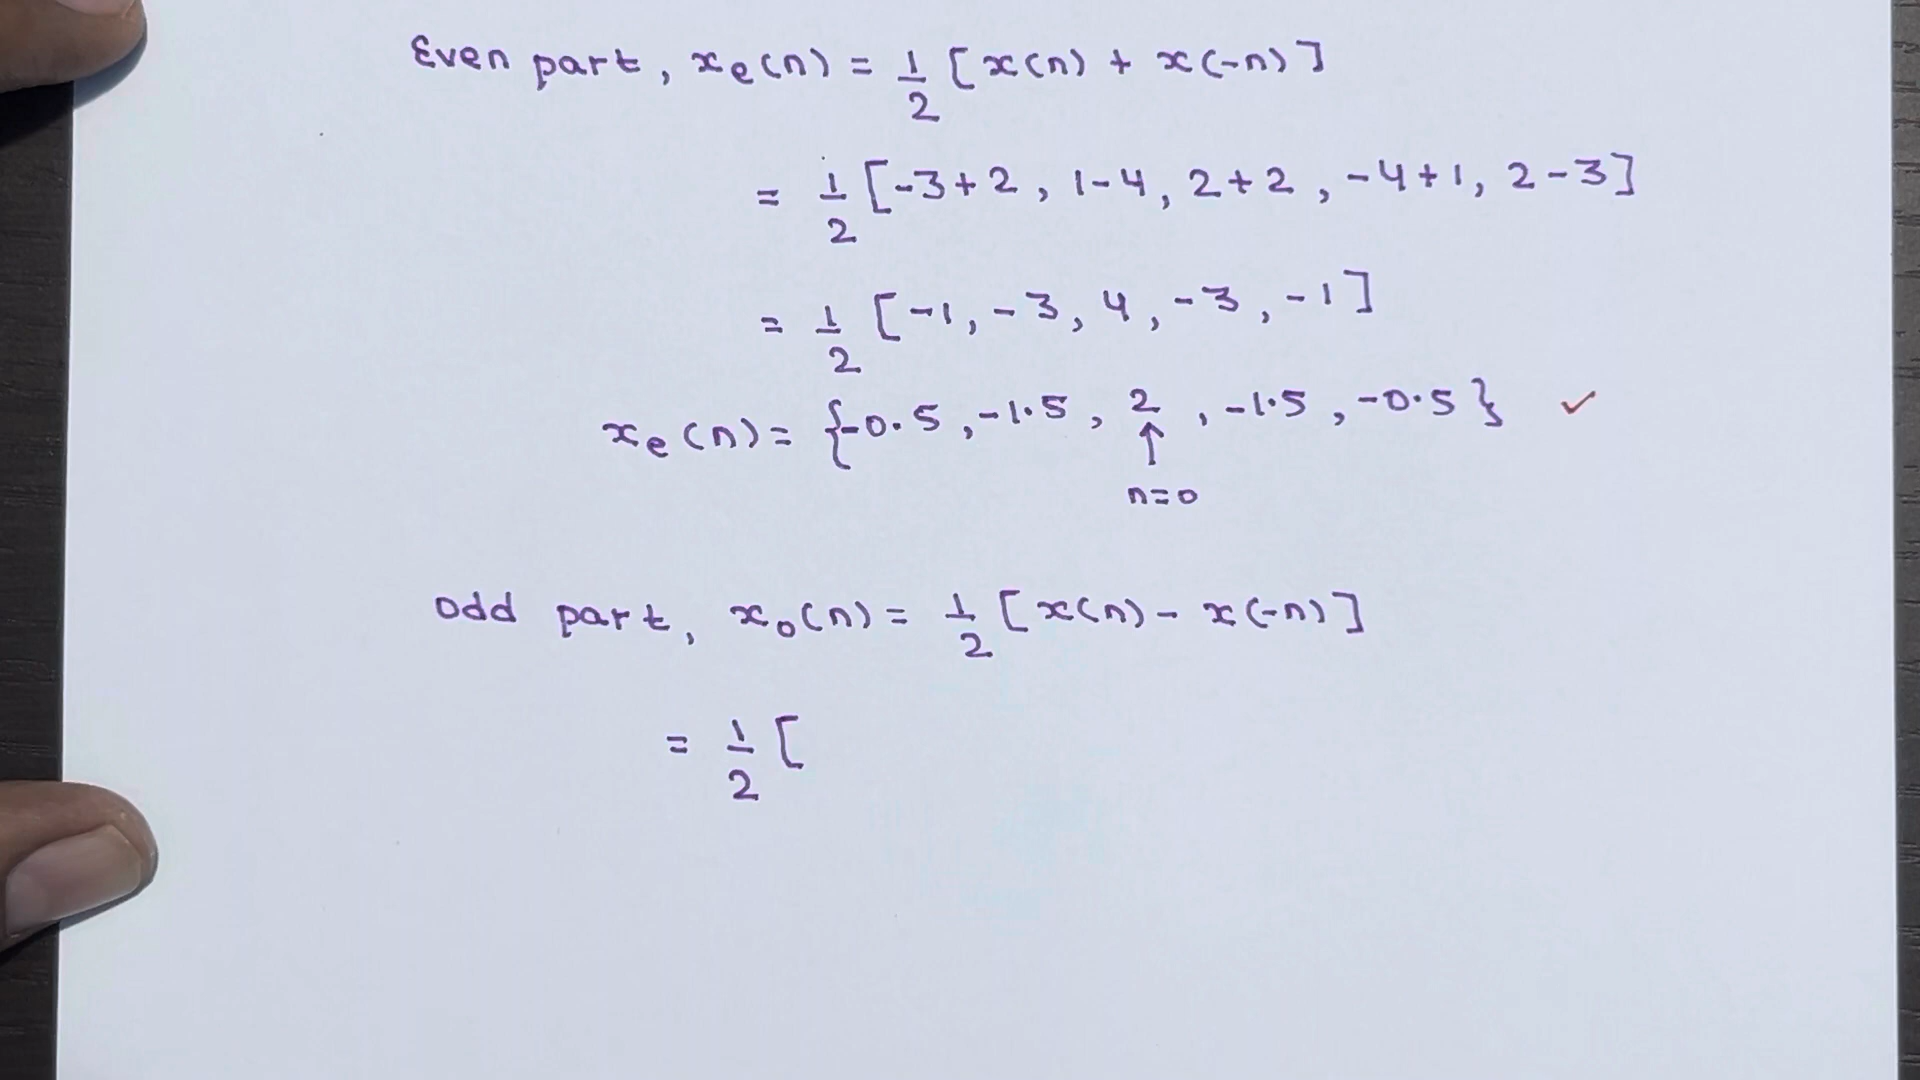 Even part, xe(n) = 1/2 [x(n) + x(-n)]
= 1/2 [-3+2, 1-4, 2+2, -4+1, 2-3]
= 1/2 [-1, -3, 4, -3, -1]
xe(n) = {-0.5, -1.5, 2, -1.5, -0.5} ✓
↑
n=0
odd part, xo(n) = 1/2 [x(n) - x(-n)]
= 1/2 [